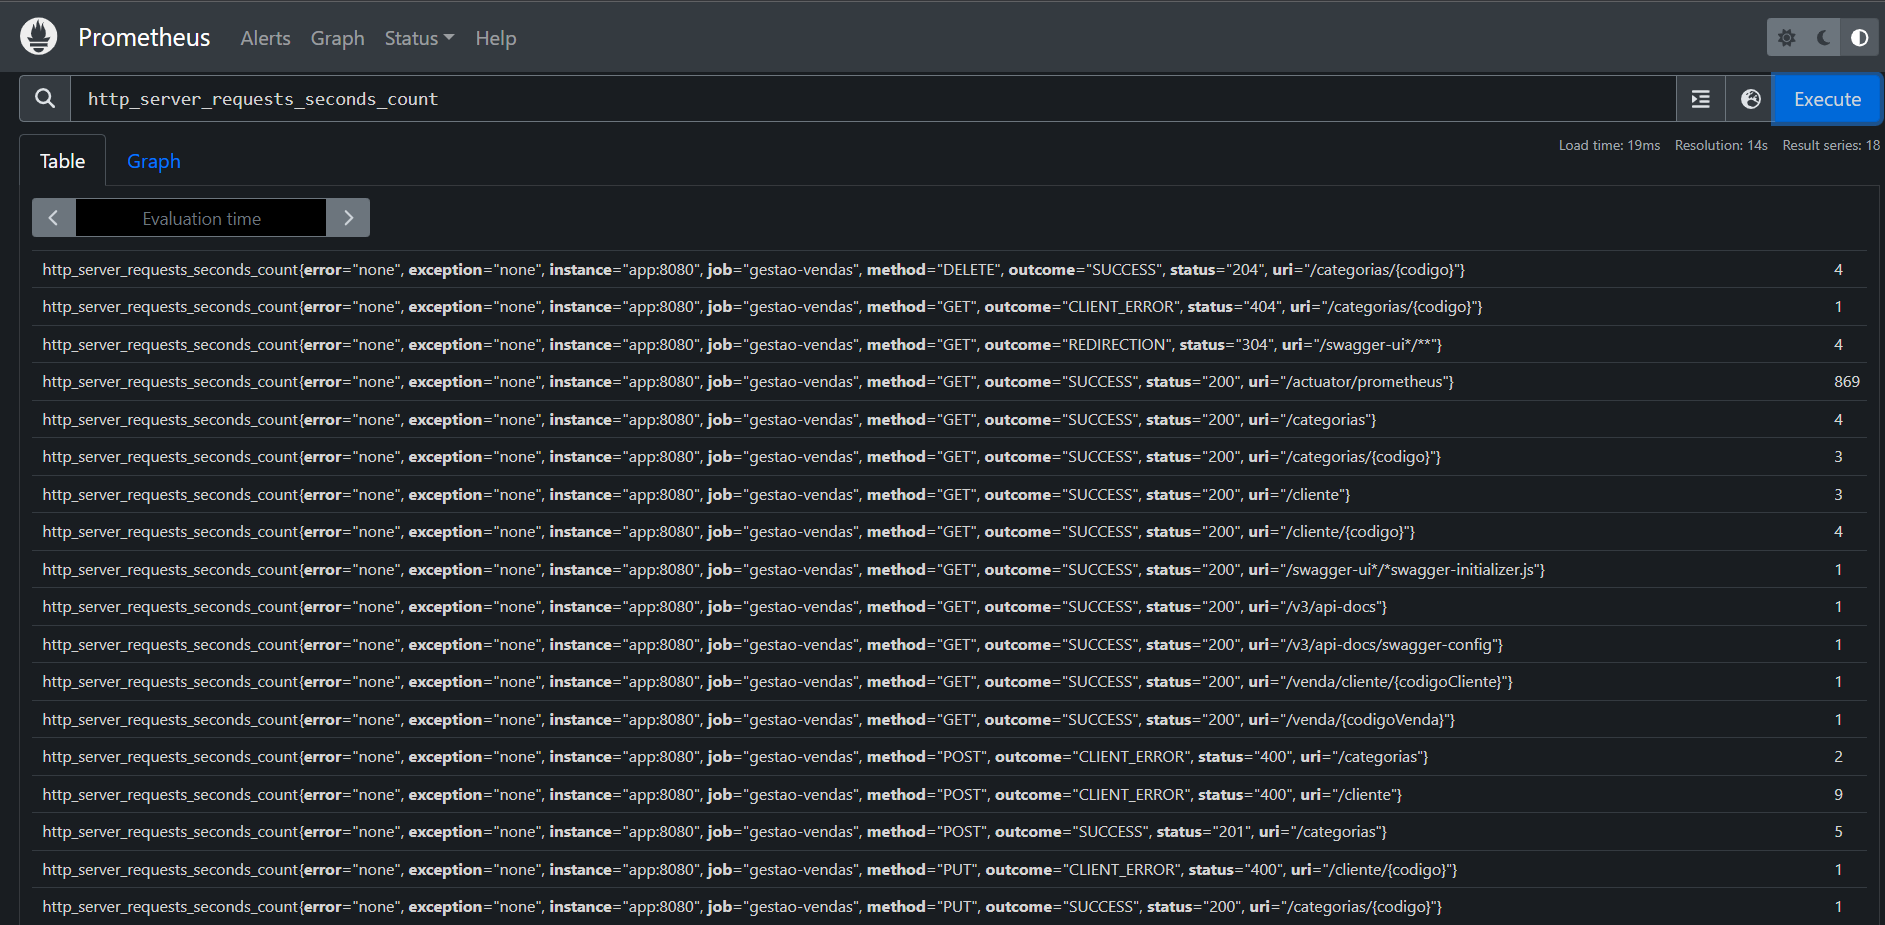 Prometheus Alerts Graph Status Help
http_server_requests_seconds_count Execute
Load time: 19ms Resolution: 14s Result series: 18
Table Graph
Evaluation time
http_server_requests_seconds_count{error="none", exception="none", instance="app:8080", job="gestao-vendas", method="DELETE", outcome="SUCCESS", status="204", uri="/categorias/{codigo}"} 4
http_server_requests_seconds_count{error="none", exception="none", instance="app:8080", job="gestao-vendas", method="GET", outcome="CLIENT_ERROR", status="404", uri="/categorias/{codigo}"} 1
http_server_requests_seconds_count{error="none", exception="none", instance="app:8080", job="gestao-vendas", method="GET", outcome="REDIRECTION", status="304", uri="/swagger-ui*/**"} 4
http_server_requests_seconds_count{error="none", exception="none", instance="app:8080", job="gestao-vendas", method="GET", outcome="SUCCESS", status="200", uri="/actuator/prometheus"} 869
http_server_requests_seconds_count{error="none", exception="none", instance="app:8080", job="gestao-vendas", method="GET", outcome="SUCCESS", status="200", uri="/categorias"} 4
http_server_requests_seconds_count{error="none", exception="none", instance="app:8080", job="gestao-vendas", method="GET", outcome="SUCCESS", status="200", uri="/categorias/{codigo}"} 3
http_server_requests_seconds_count{error="none", exception="none", instance="app:8080", job="gestao-vendas", method="GET", outcome="SUCCESS", status="200", uri="/cliente"} 3
http_server_requests_seconds_count{error="none", exception="none", instance="app:8080", job="gestao-vendas", method="GET", outcome="SUCCESS", status="200", uri="/cliente/{codigo}"} 4
http_server_requests_seconds_count{error="none", exception="none", instance="app:8080", job="gestao-vendas", method="GET", outcome="SUCCESS", status="200", uri="/swagger-ui*/*swagger-initializer.js"} 1
http_server_requests_seconds_count{error="none", exception="none", instance="app:8080", job="gestao-vendas", method="GET", outcome="SUCCESS", status="200", uri="/v3/api-docs"} 1
http_server_requests_seconds_count{error="none", exception="none", instance="app:8080", job="gestao-vendas", method="GET", outcome="SUCCESS", status="200", uri="/v3/api-docs/swagger-config"} 1
http_server_requests_seconds_count{error="none", exception="none", instance="app:8080", job="gestao-vendas", method="GET", outcome="SUCCESS", status="200", uri="/venda/cliente/{codigoCliente}"} 1
http_server_requests_seconds_count{error="none", exception="none", instance="app:8080", job="gestao-vendas", method="GET", outcome="SUCCESS", status="200", uri="/venda/{codigoVenda}"} 1
http_server_requests_seconds_count{error="none", exception="none", instance="app:8080", job="gestao-vendas", method="POST", outcome="CLIENT_ERROR", status="400", uri="/categorias"} 2
http_server_requests_seconds_count{error="none", exception="none", instance="app:8080", job="gestao-vendas", method="POST", outcome="CLIENT_ERROR", status="400", uri="/cliente"} 9
http_server_requests_seconds_count{error="none", exception="none", instance="app:8080", job="gestao-vendas", method="POST", outcome="SUCCESS", status="201", uri="/categorias"} 5
http_server_requests_seconds_count{error="none", exception="none", instance="app:8080", job="gestao-vendas", method="PUT", outcome="CLIENT_ERROR", status="400", uri="/cliente/{codigo}"} 1
http_server_requests_seconds_count{error="none", exception="none", instance="app:8080", job="gestao-vendas", method="PUT", outcome="SUCCESS", status="200", uri="/categorias/{codigo}"} 1